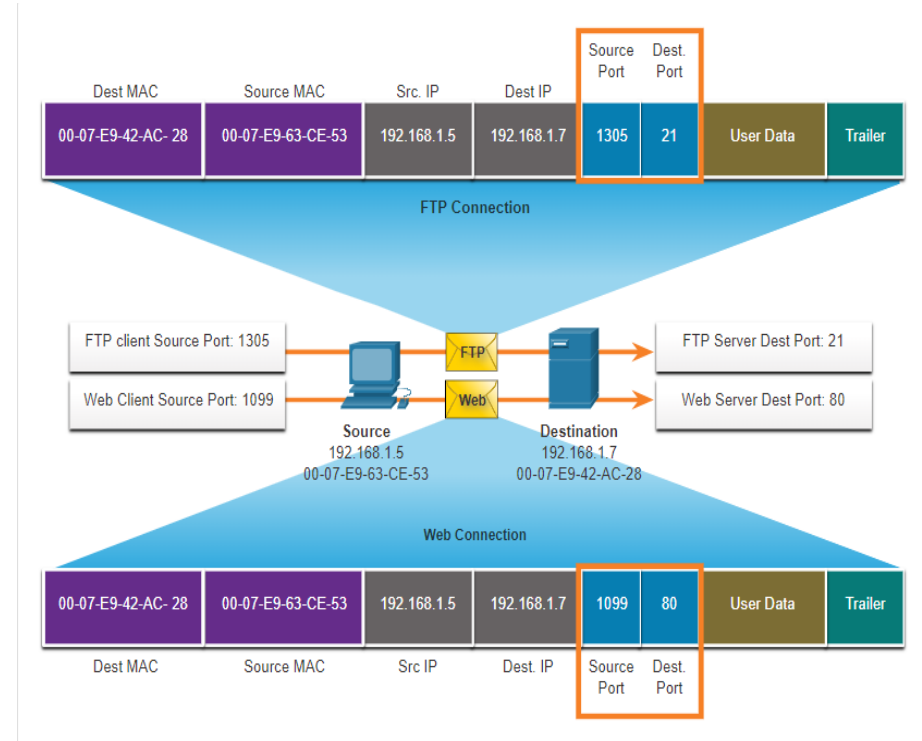 Source Dest.
Port Port
Dest MAC Source MAC Src. IP Dest IP
00-07-E9-42-AC- 28 00-07-E9-63-CE-53 192.168.1.5 192.168.1.7 1305 21 User Data Trailer
FTP Connection
FTP client Source Port: 1305 FTP FTP Server Dest Port: 21
Web Client Source Port: 1099 Web Web Server Dest Port: 80
Source Destination
192.168.1.5 192.168.1.7
00-07-E9-63-CE-53 00-07-E9-42-AC-28
Web Connection
00-07-E9-42-AC- 28 00-07-E9-63-CE-53 192.168.1.5 192.168.1.7 1099 80 User Data Trailer
Dest MAC Source MAC Src IP Dest. IP Source Dest.
Port Port